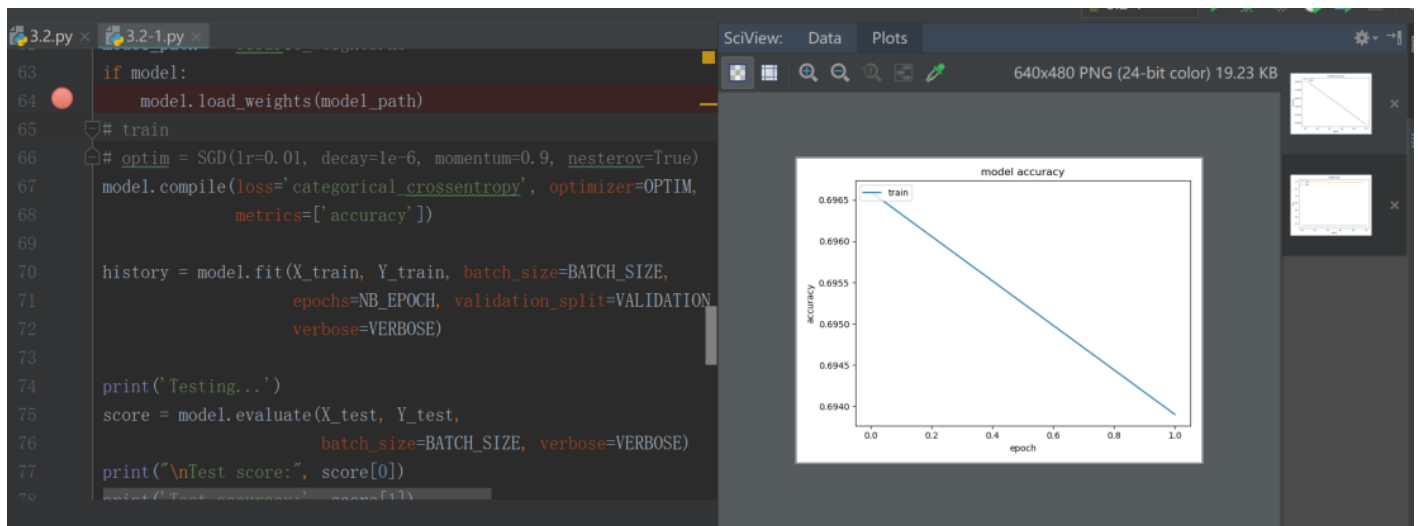 3.2.py
3.2-1.py
63 if model:
64 model.load_weights(model_path)
65 # train
66 # optim = SGD(lr=0.01, decay=1e-6, momentum=0.9, nesterov=True)
67 model.compile(loss='categorical_crossentropy', optimizer=OPTIM,
68 metrics=['accuracy'])
69
70 history = model.fit(X_train, Y_train, batch_size=BATCH_SIZE,
71 epochs=NB_EPOCH, validation_split=VALIDATION
72 verbose=VERBOSE)
73
74 print('Testing...')
75 score = model.evaluate(X_test, Y_test,
76 batch_size=BATCH_SIZE, verbose=VERBOSE)
77 print("\nTest score:", score[0])
78 print('Test accuracy:', score[1])
SciView: Data Plots
640x480 PNG (24-bit color) 19.23 KB
model accuracy
train
0.6965
0.6960
0.6955
0.6950
0.6945
0.6940
accuracy
0.0 0.2 0.4 0.6 0.8 1.0
epoch